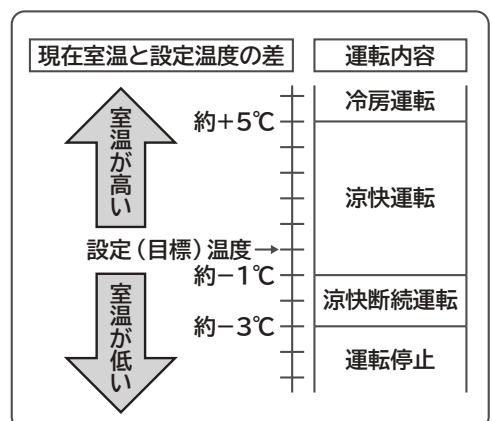 現在室温と設定温度の差
運転内容
室温が高い
約+5℃
設定(目標)温度→
約−1℃
約−3℃
室温が低い
冷房運転
涼快運転
涼快断続運転
運転停止